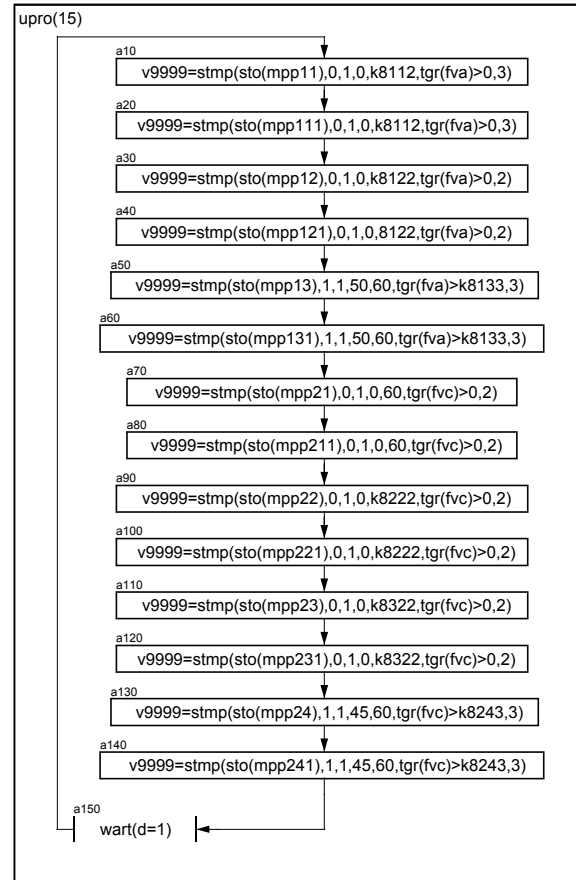 upro(15)
a10
v9999=stmp(sto(mpp11),0,1,0,k8112,tgr(fva)>0,3)
a20
v9999=stmp(sto(mpp111),0,1,0,k8112,tgr(fva)>0,3)
a30
v9999=stmp(sto(mpp12),0,1,0,k8122,tgr(fva)>0,2)
a40
v9999=stmp(sto(mpp121),0,1,0,8122,tgr(fva)>0,2)
a50
v9999=stmp(sto(mpp13),1,1,50,60,tgr(fva)>k8133,3)
a60
v9999=stmp(sto(mpp131),1,1,50,60,tgr(fva)>k8133,3)
a70
v9999=stmp(sto(mpp21),0,1,0,60,tgr(fvc)>0,2)
a80
v9999=stmp(sto(mpp211),0,1,0,60,tgr(fvc)>0,2)
a90
v9999=stmp(sto(mpp22),0,1,0,k8222,tgr(fvc)>0,2)
a100
v9999=stmp(sto(mpp221),0,1,0,k8222,tgr(fvc)>0,2)
a110
v9999=stmp(sto(mpp23),0,1,0,k8322,tgr(fvc)>0,2)
a120
v9999=stmp(sto(mpp231),0,1,0,k8322,tgr(fvc)>0,2)
a130
v9999=stmp(sto(mpp24),1,1,45,60,tgr(fvc)>k8243,3)
a140
v9999=stmp(sto(mpp241),1,1,45,60,tgr(fvc)>k8243,3)
a150
wart(d=1)